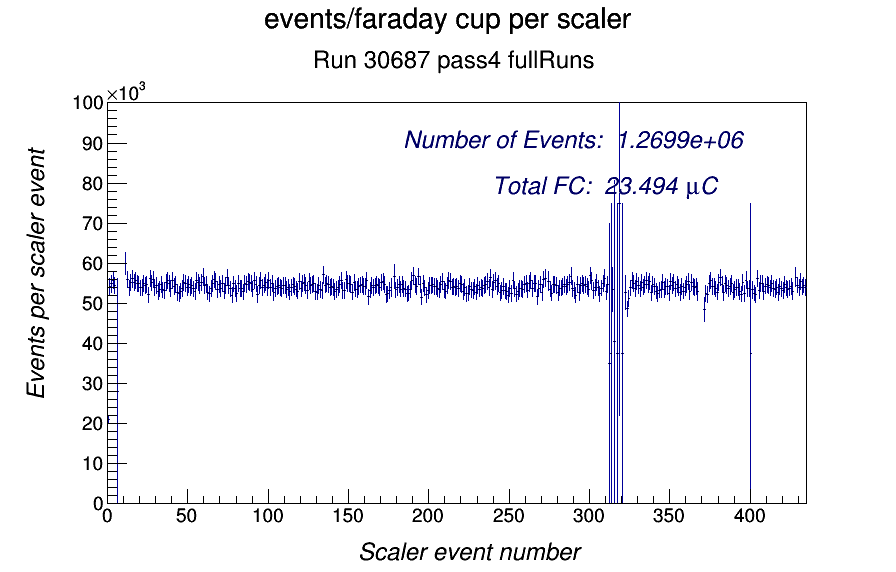 events/faraday cup per scaler
Run 30687 pass4 fullRuns
×10³
100
90
80
70
60
50
40
30
20
10
0
Events per scaler event
Number of Events: 1.2699e+06
Total FC: 23.494 μC
0 50 100 150 200 250 300 350 400
Scaler event number